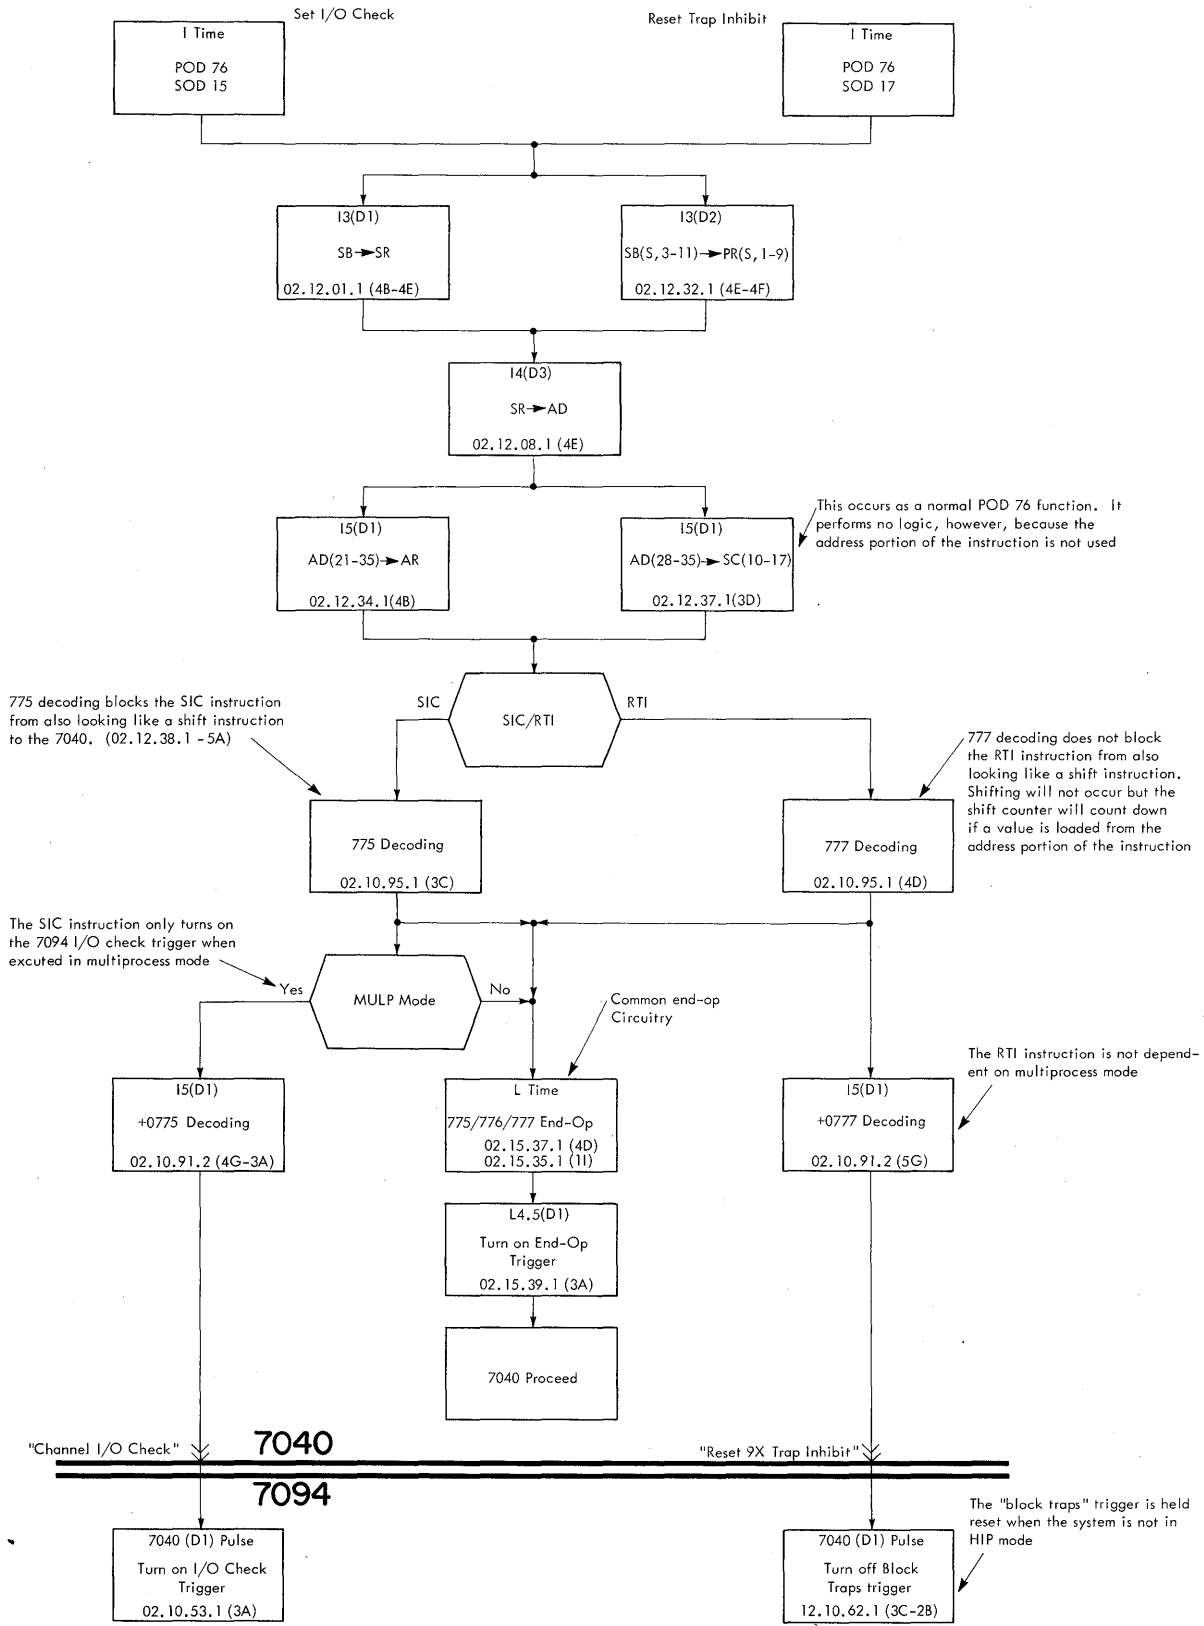 Set I/O Check
Reset Trap Inhibit
I Time
POD 76
SOD 15
I Time
POD 76
SOD 17
I3(D1)
SB→SR
02.12.01.1 (4B-4E)
I3(D2)
SB(S,3-11)→PR(S,1-9)
02.12.32.1 (4E-4F)
I4(D3)
SR→AD
02.12.08.1 (4E)
I5(D1)
AD(21-35)→AR
02.12.34.1(4B)
I5(D1)
AD(28-35)→SC(10-17)
02.12.37.1(3D)
This occurs as a normal POD 76 function. It
performs no logic, however, because the
address portion of the instruction is not used
SIC
SIC/RTI
RTI
775 decoding blocks the SIC instruction
from also looking like a shift instruction
to the 7040. (02.12.38.1 -5A)
777 decoding does not block
the RTI instruction from also
looking like a shift instruction.
Shifting will not occur but the
shift counter will count down
if a value is loaded from the
address portion of the instruction
775 Decoding
02.10.95.1 (3C)
777 Decoding
02.10.95.1 (4D)
The SIC instruction only turns on
the 7094 I/O check trigger when
excuted in multiprocess mode
Yes
MULP Mode
No
Common end-op
Circuitry
The RTI instruction is not depend-
ent on multiprocess mode
I5(D1)
+0775 Decoding
02.10.91.2 (4G-3A)
L Time
775/776/777 End-Op
02.15.37.1 (4D)
02.15.35.1 (1I)
I5(D1)
+0777 Decoding
02.10.91.2 (5G)
L4.5(D1)
Turn on End-Op
Trigger
02.15.39.1 (3A)
7040 Proceed
"Channel I/O Check"
7040
"Reset 9X Trap Inhibit"
7094
The "block traps" trigger is held
reset when the system is not in
HIP mode
7040 (D1) Pulse
Turn on I/O Check
Trigger
02.10.53.1 (3A)
7040 (D1) Pulse
Turn off Block
Traps trigger
12.10.62.1 (3C-2B)